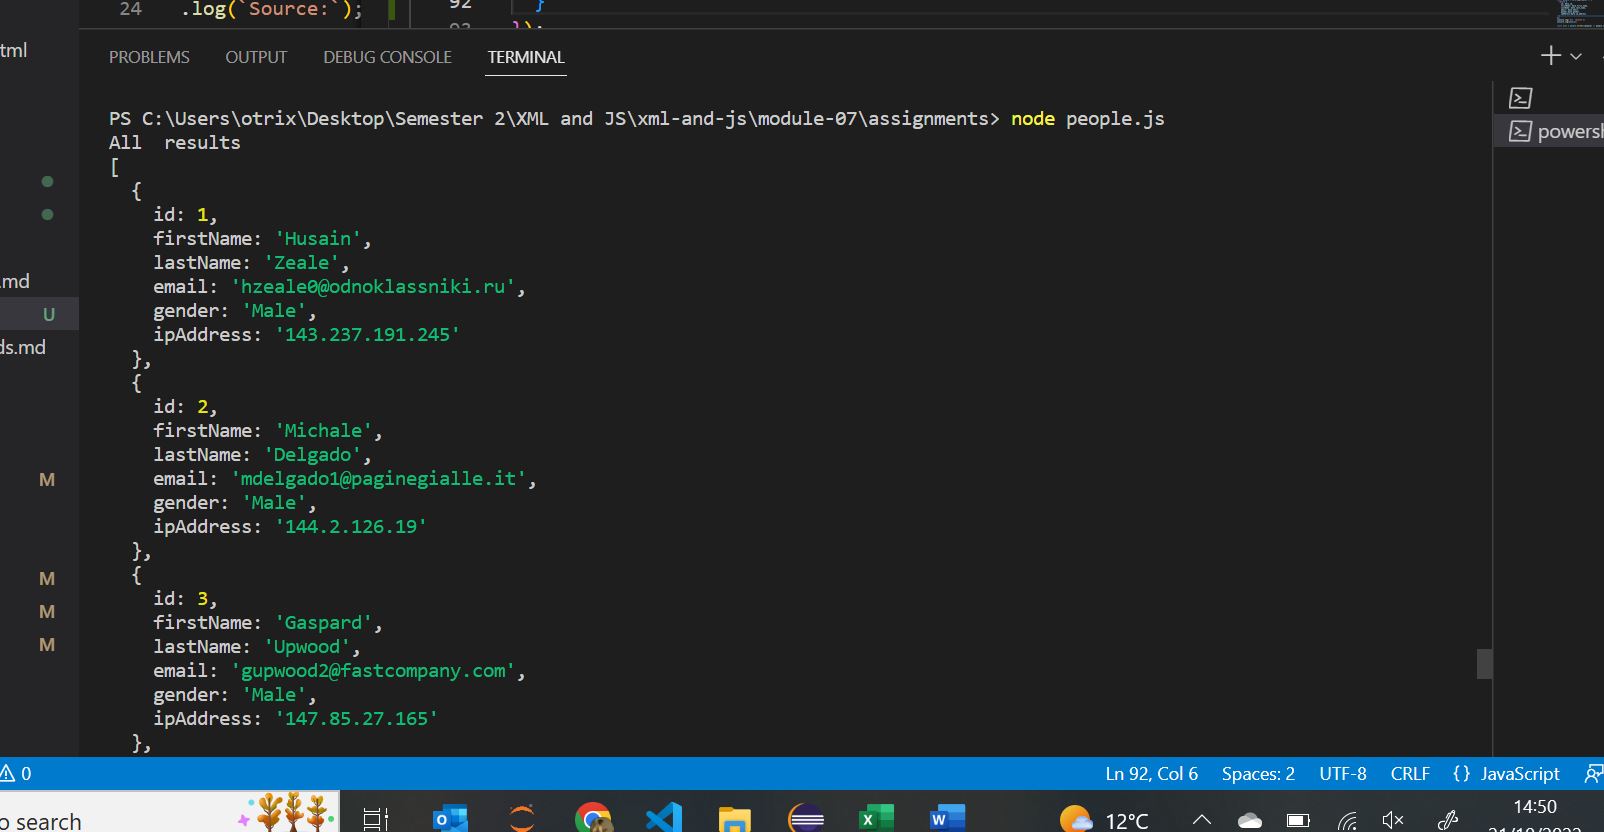 24 .log(`Source:`);
92 }
tml
PROBLEMS OUTPUT DEBUG CONSOLE TERMINAL
PS C:\Users\otrix\Desktop\Semester 2\XML and JS\xml-and-js\module-07\assignments> node people.js
All  results
[
{
id: 1,
firstName: 'Husain',
lastName: 'Zeale',
email: 'hzeale0@odnoklassniki.ru',
gender: 'Male',
ipAddress: '143.237.191.245'
},
{
id: 2,
firstName: 'Michale',
lastName: 'Delgado',
email: 'mdelgado1@paginegialle.it',
gender: 'Male',
ipAddress: '144.2.126.19'
},
{
id: 3,
firstName: 'Gaspard',
lastName: 'Upwood',
email: 'gupwood2@fastcompany.com',
gender: 'Male',
ipAddress: '147.85.27.165'
},
powersh
.md
U
ds.md
M
M
M
M
0 Ln 92, Col 6 Spaces: 2 UTF-8 CRLF {} JavaScript
o search
12°C
14:50